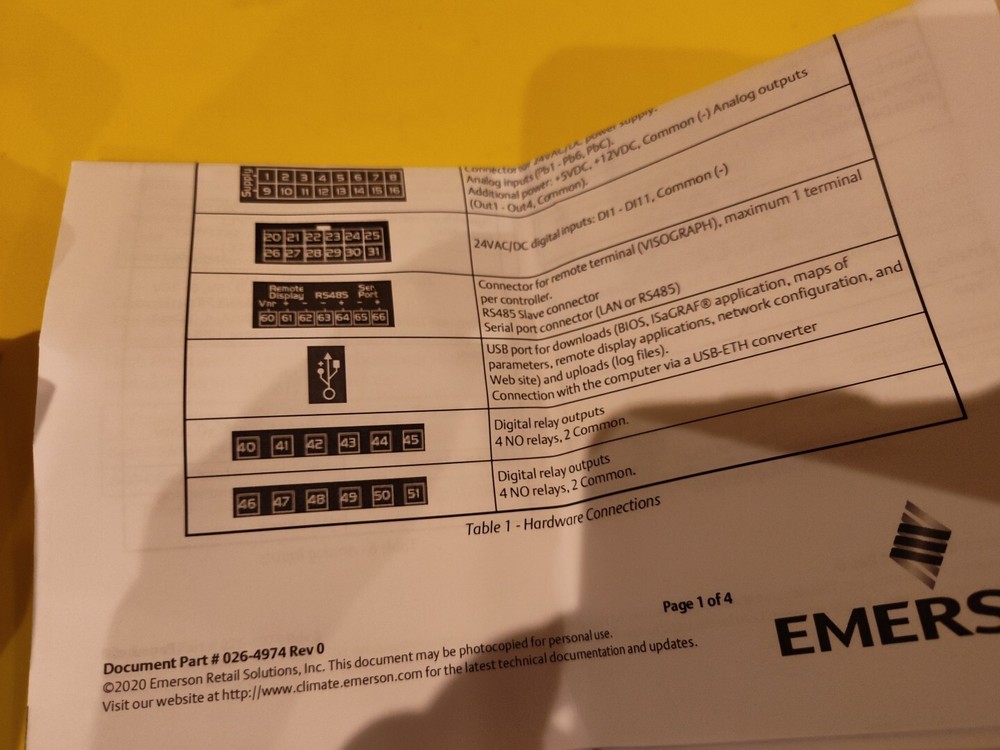 Supply
1 2 3 4 5 6 7 8
9 10 11 12 13 14 15 16
Connector for 24VAC/DC power supply.
Analog inputs (Pb1 - Pb6, PbC).
Additional power: +5VDC, +12VDC, Common (-) Analog outputs
(Out1 - Out4, Common).
20 21 22 23 24 25
26 27 28 29 30 31
24VAC/DC digital inputs: DI1 - DI11, Common (-)
Remote Display RS485 Ser. Port
+ - - +
60 61 62 63 64 65 66
Connector for remote terminal (VISOGRAPH), maximum 1 terminal
per controller.
RS485 Slave connector
Serial port connector (LAN or RS485)
USB port for downloads (BIOS, ISaGRAF® application, maps of
parameters, remote display applications, network configuration, and
Web site) and uploads (log files).
Connection with the computer via a USB-ETH converter
40 41 42 43 44 45
Digital relay outputs
4 NO relays, 2 Common.
46 47 48 49 50 51
Digital relay outputs
4 NO relays, 2 Common.
Table 1 - Hardware Connections
Page 1 of 4
EMERS
Document Part # 026-4974 Rev 0
©2020 Emerson Retail Solutions, Inc. This document may be photocopied for personal use.
Visit our website at http://www.climate.emerson.com for the latest technical documentation and updates.